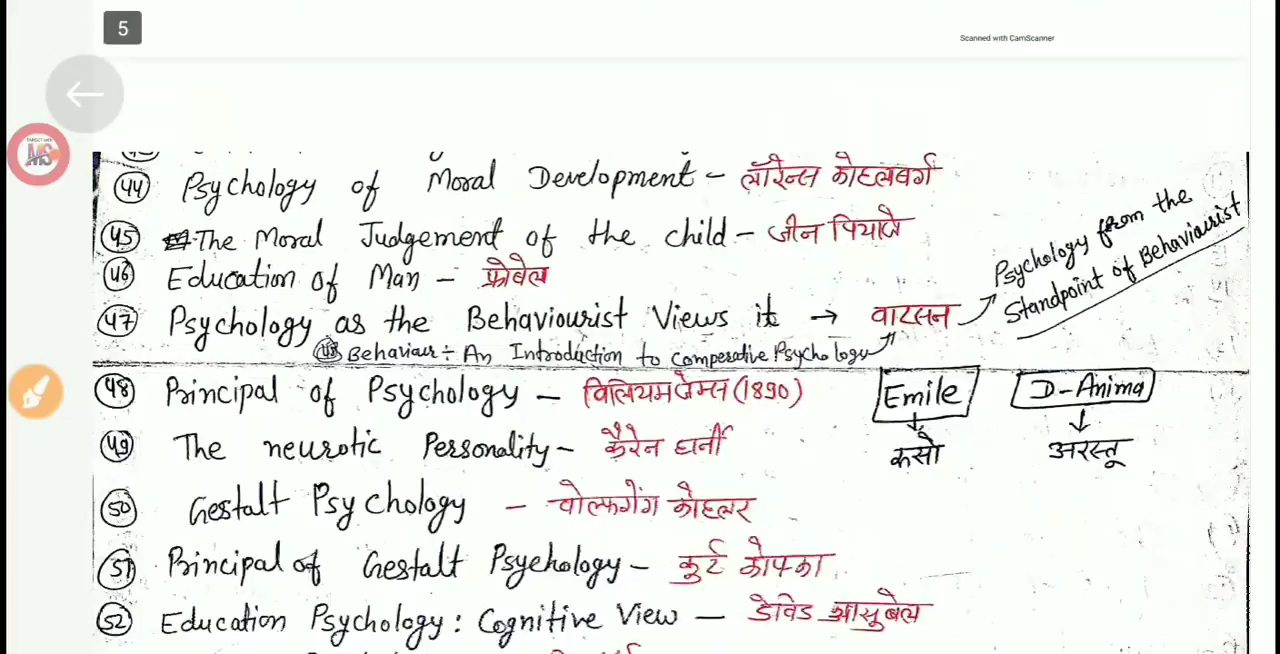 5
Scanned with CamScanner
MS
44 Psychology of Moral Development - लॉरेन्स कोहलबर्ग
45 The Moral Judgement of the child - जीन पियाजे
46 Education of Man - फ्रोबेल
47 Psychology as the Behaviourist Views it → वाटसन
Psychology from the
Standpoint of Behaviourist
Behaviour ÷ An Introduction to comperative Psychology
48 Principal of Psychology - विलियम जेम्स (1890)
Emile
D-Anima
रूसो
अरस्तू
49 The neurotic Personality - कैरेन हार्नी
50 Gestalt Psychology - वोल्फगेंग कोहलर
51 Principal of Gestalt Psychology - कुर्ट कोफ्का
52 Education Psychology : Cognitive View - डेविड आसुबेल